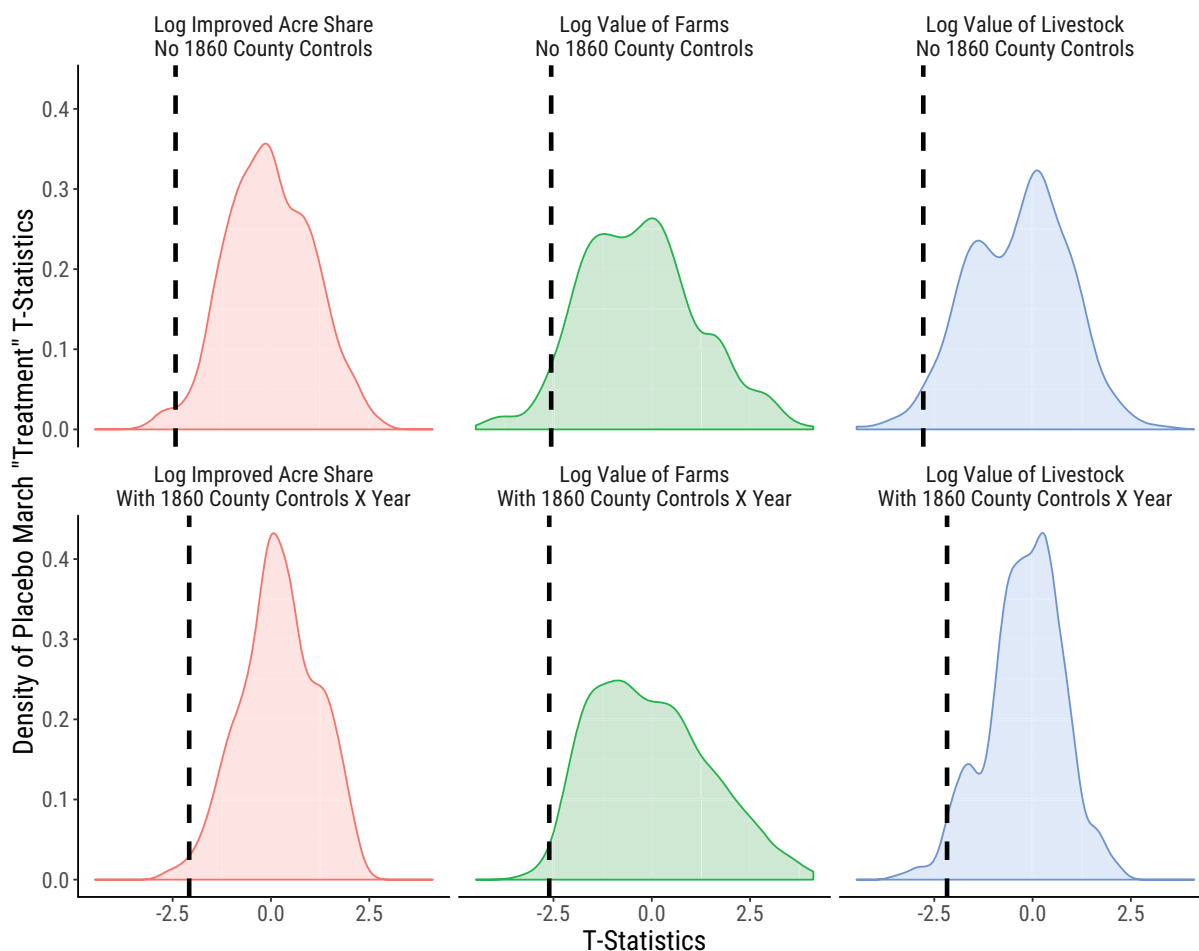 Log Improved Acre Share
No 1860 County Controls
Log Value of Farms
No 1860 County Controls
Log Value of Livestock
No 1860 County Controls
0.4
0.3
0.2
0.1
0.0
Log Improved Acre Share
With 1860 County Controls X Year
Log Value of Farms
With 1860 County Controls X Year
Log Value of Livestock
With 1860 County Controls X Year
0.4
0.3
0.2
0.1
0.0
Density of Placebo March "Treatment" T-Statistics
-2.5 0.0 2.5
-2.5 0.0 2.5
-2.5 0.0 2.5
T-Statistics